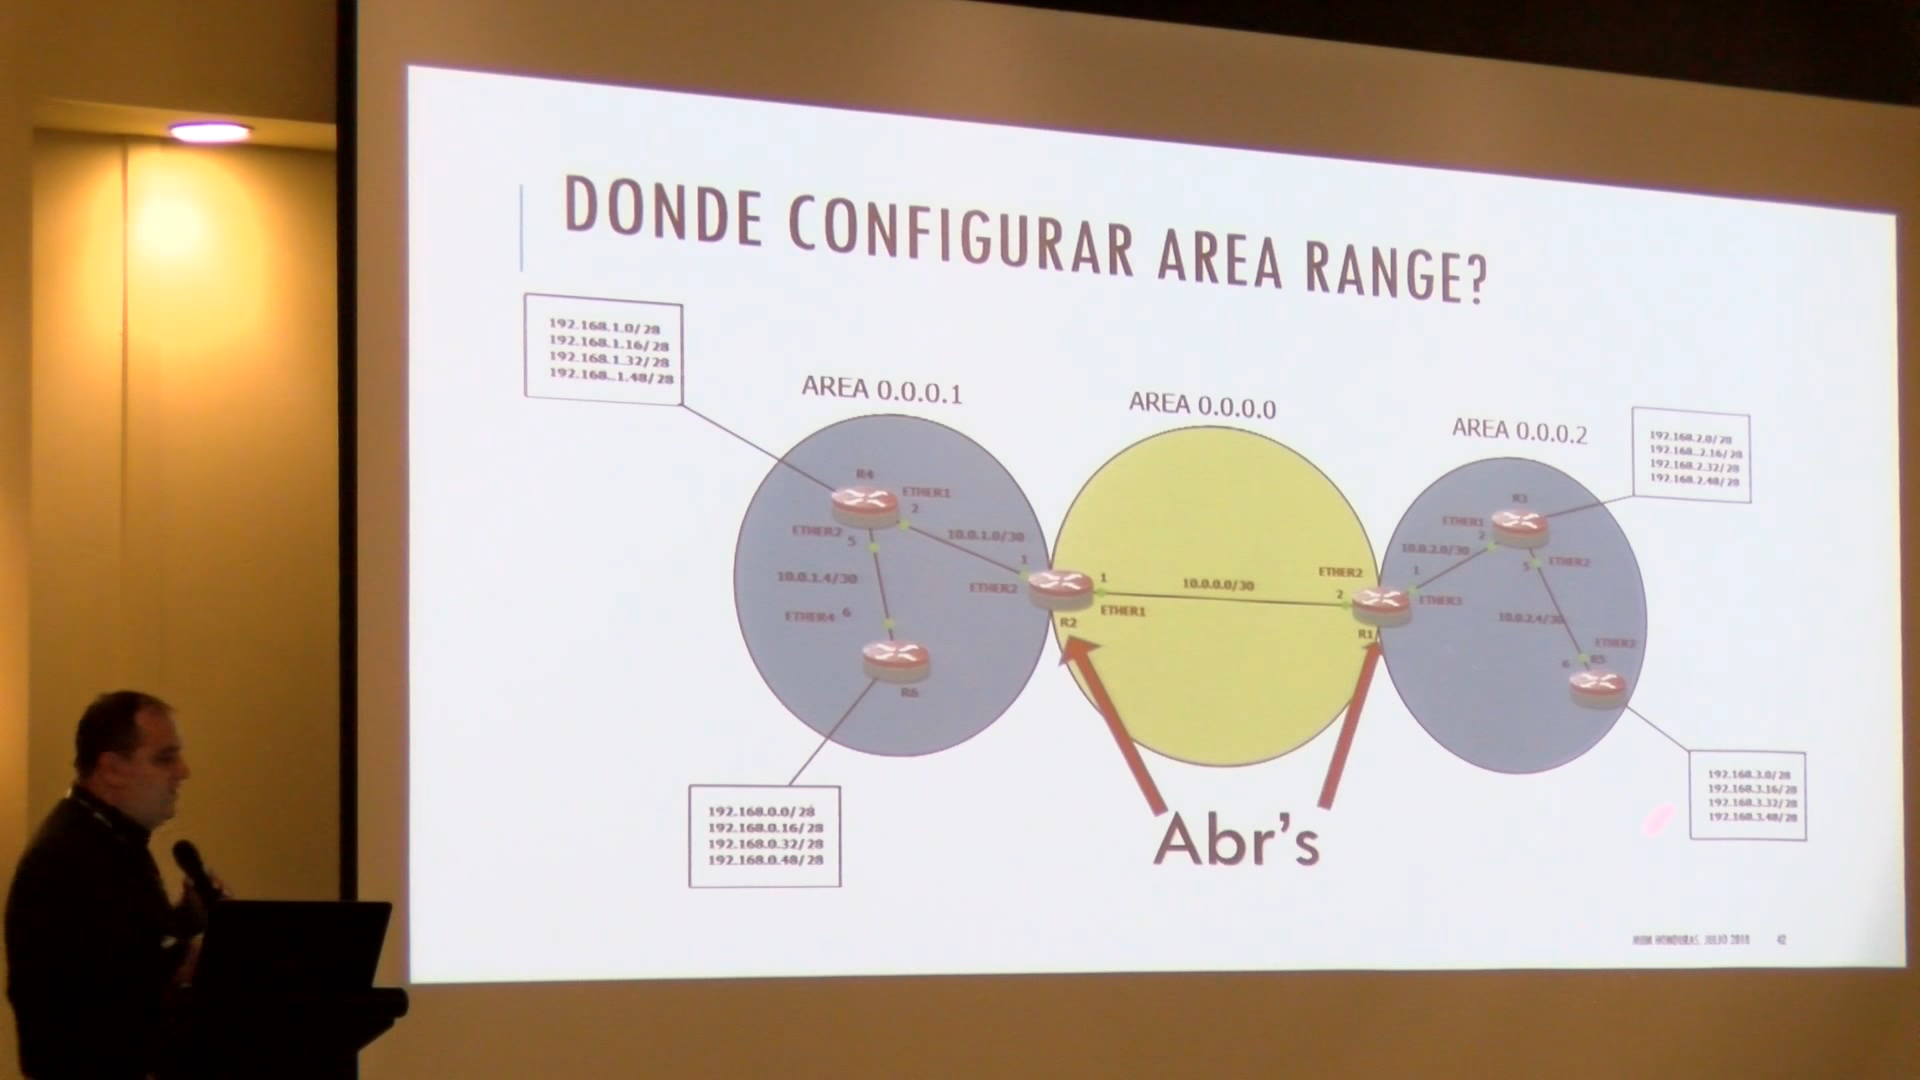 DONDE CONFIGURAR AREA RANGE?
192.168.1.0/28
192.168.1.16/28
192.168.1.32/28
192.168..1.48/28
AREA 0.0.0.1
AREA 0.0.0.0
AREA 0.0.0.2
192.168.2.0/28
192.168..2.16/28
192.168.2.32/28
192.168.2.48/28
R4
ETHER1
2
ETHER2
5
10.0.1.0/30
1
10.0.1.4/30
ETHER2
ETHER4 6
R6
1
ETHER1
R2
10.0.0.0/30
ETHER2
2
R1
R3
ETHER1
2
10.0.2.0/30
1
ETHER3
5
ETHER2
10.0.2.4/30
ETHER2
6
R5
192.168.0.0/28
192.168.0.16/28
192.168.0.32/28
192.168.0.48/28
Abr's
192.168.3.0/28
192.168.3.16/28
192.168.3.32/28
192.168.3.48/28
MUM HONDURAS, JULIO 2018
42